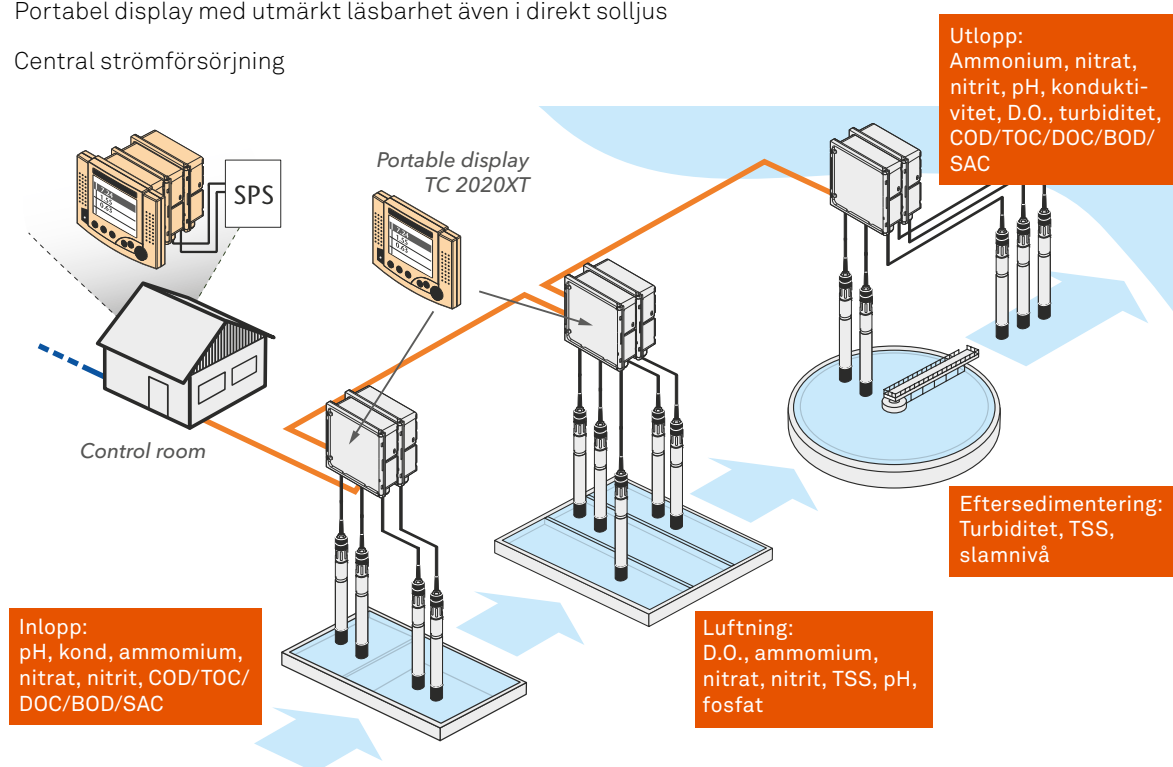 Portabel display med utmärkt läsbarhet även i direkt solljus
Central strömförsörjning
Utlopp:
Ammonium, nitrat,
nitrit, pH, kondukti-
vitet, D.O., turbiditet,
COD/TOC/DOC/BOD/
SAC
Portable display
TC 2020XT
SPS
Control room
Eftersedimentering:
Turbiditet, TSS,
slamnivå
Inlopp:
pH, kond, ammomium,
nitrat, nitrit, COD/TOC/
DOC/BOD/SAC
Luftning:
D.O., ammomium,
nitrat, nitrit, TSS, pH,
fosfat